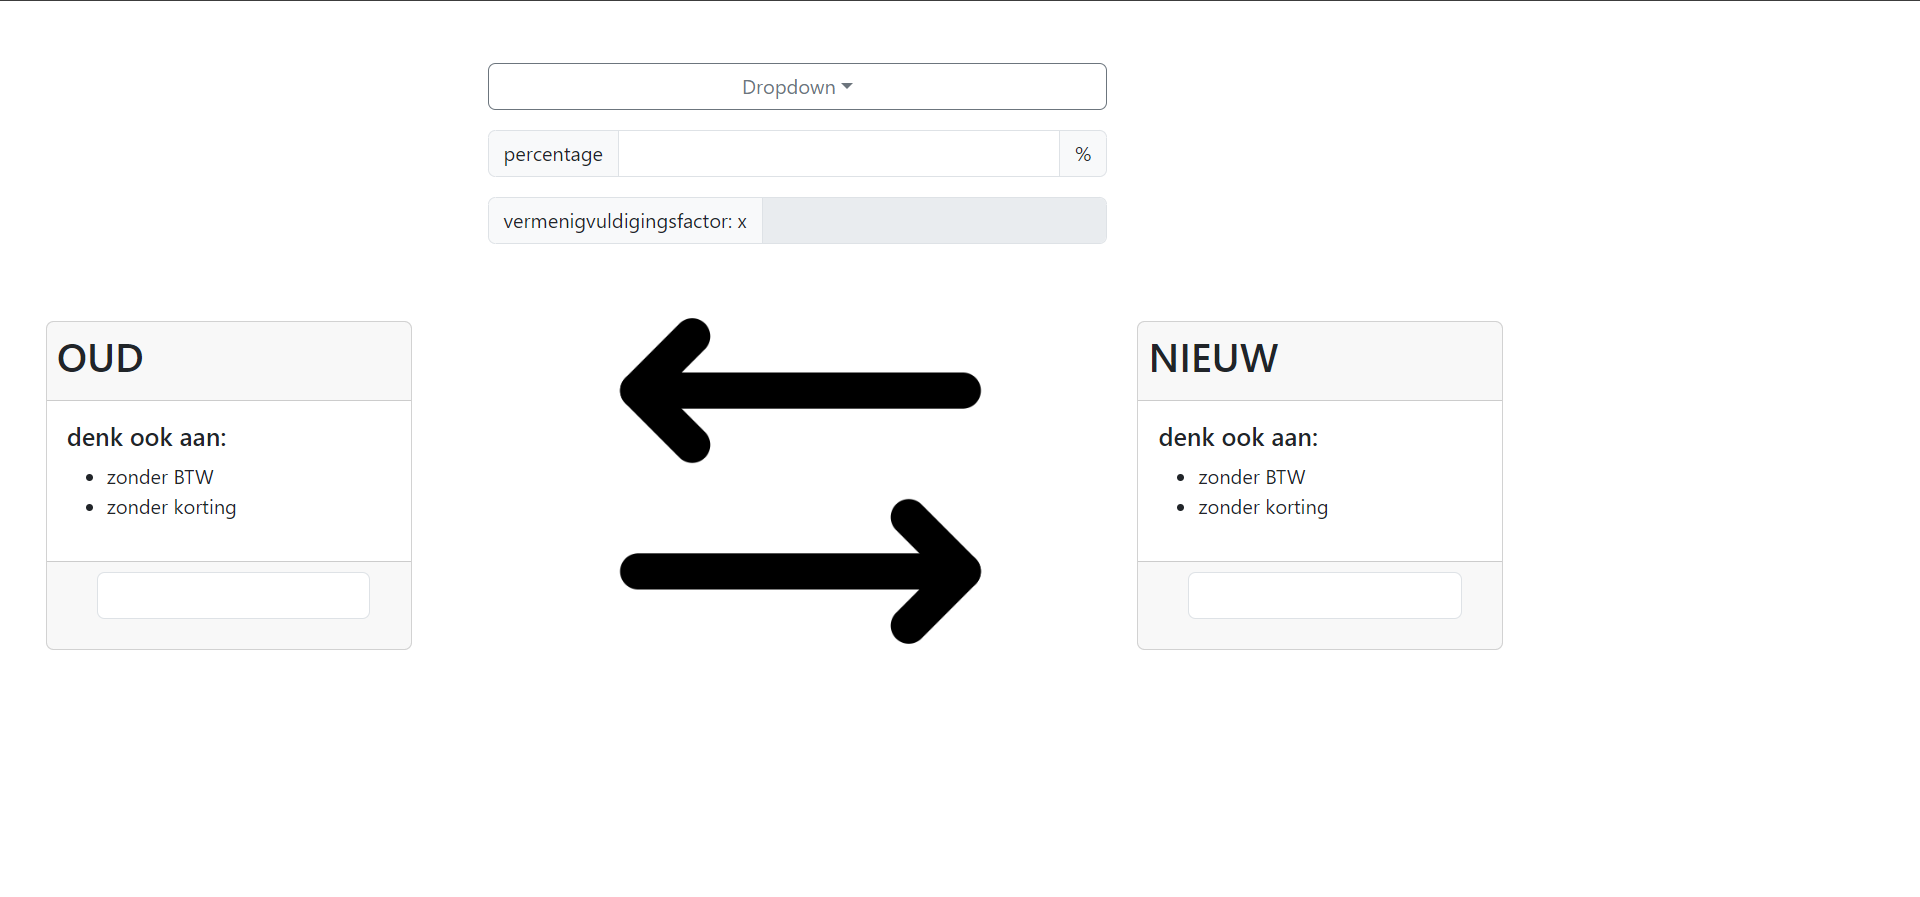 Dropdown
percentage %
vermenigvuldigingsfactor: x
OUD
denk ook aan:
zonder BTW
zonder korting
NIEUW
denk ook aan:
zonder BTW
zonder korting